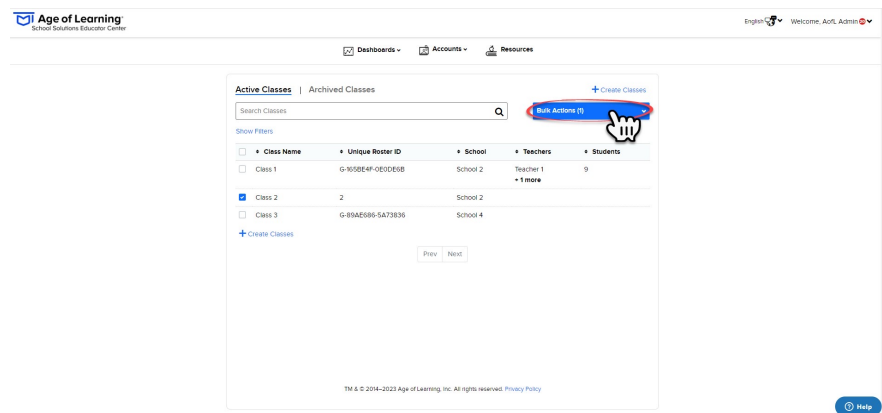 Age of Learning
School Solutions Educator Center
English
Welcome, AofL Admin
Dashboards
Accounts
Resources
Active Classes | Archived Classes
+ Create Classes
Search Classes
Bulk Actions (1)
Show Filters
Class Name Unique Roster ID School Teachers Students
Class 1 G-165BE4F-0E0DE6B School 2 Teacher 1 9
+ 1 more
Class 2 2 School 2
Class 3 G-89AE686-5A73836 School 4
+ Create Classes
Prev Next
TM & © 2014–2023 Age of Learning, Inc. All rights reserved. Privacy Policy
Help